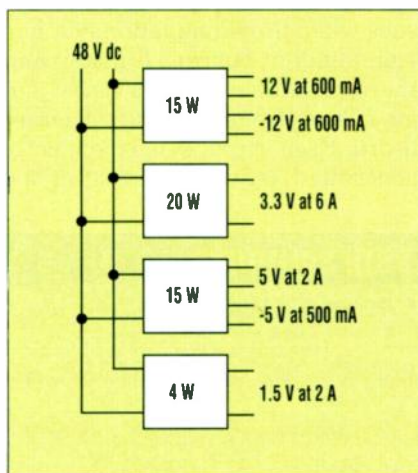 48 V dc
15 W
12 V at 600 mA
-12 V at 600 mA
20 W
3.3 V at 6 A
15 W
5 V at 2 A
-5 V at 500 mA
4 W
1.5 V at 2 A